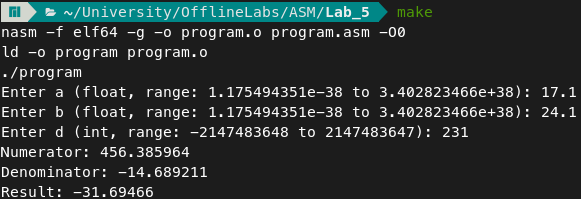 ~/University/OfflineLabs/ASM/Lab_5 make
nasm -f elf64 -g -o program.o program.asm -O0
ld -o program program.o
./program
Enter a (float, range: 1.175494351e-38 to 3.402823466e+38): 17.1
Enter b (float, range: 1.175494351e-38 to 3.402823466e+38): 24.1
Enter d (int, range: -2147483648 to 2147483647): 231
Numerator: 456.385964
Denominator: -14.689211
Result: -31.69466